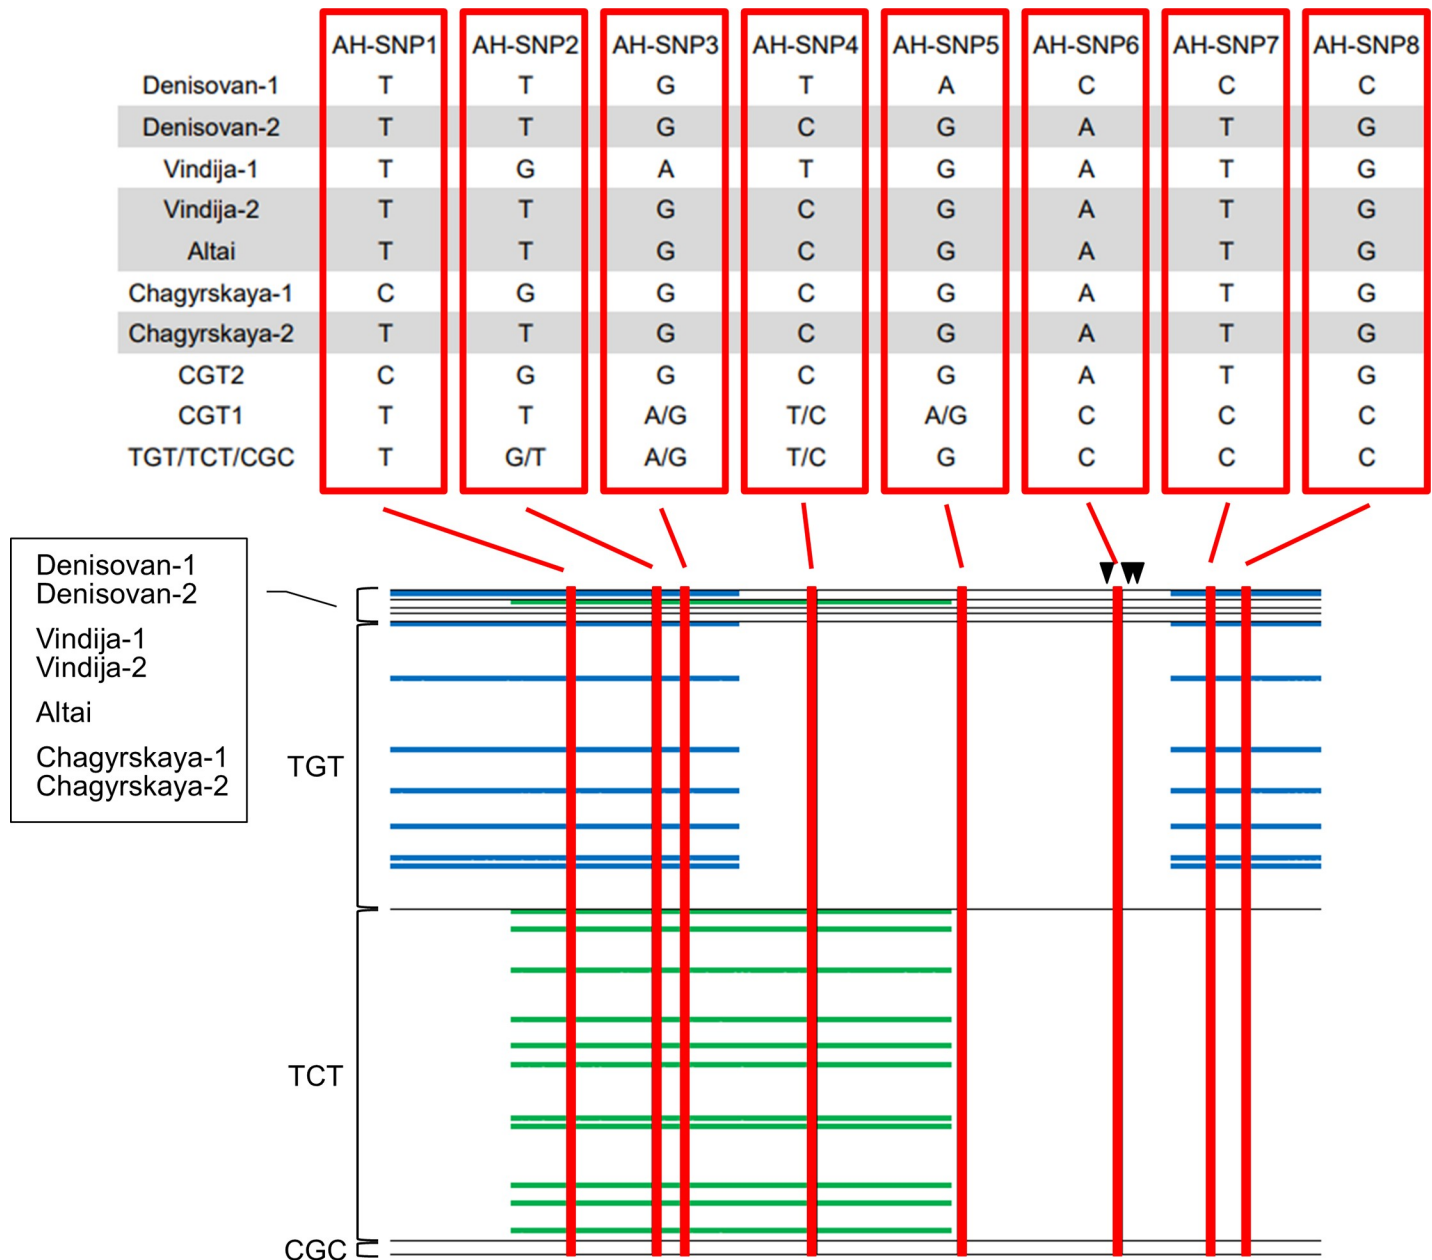 AH-SNP1 AH-SNP2 AH-SNP3 AH-SNP4 AH-SNP5 AH-SNP6 AH-SNP7 AH-SNP8
Denisovan-1 T T G T A C C C
Denisovan-2 T T G C G A T G
Vindija-1 T G A T G A T G
Vindija-2 T T G C G A T G
Altai T T G C G A T G
Chagyrskaya-1 C G G C G A T G
Chagyrskaya-2 T T G C G A T G
CGT2 C G G C G A T G
CGT1 T T A/G T/C A/G C C C
TGT/TCT/CGC T G/T A/G T/C G C C C
Denisovan-1
Denisovan-2
Vindija-1
Vindija-2
Altai
Chagyrskaya-1
Chagyrskaya-2
TGT
TCT
CGC